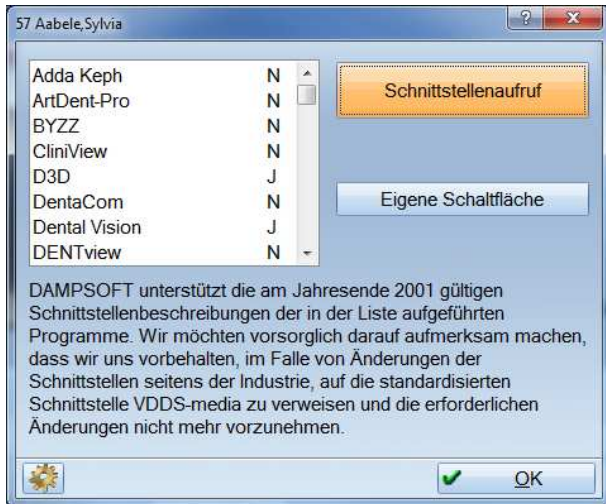 57 Aabele,Sylvia
Adda Keph N
ArtDent-Pro N
BYZZ N
CliniView N
D3D J
DentaCom N
Dental Vision J
DENTview N
Schnittstellenaufruf
Eigene Schaltfläche
DAMPSOFT unterstützt die am Jahresende 2001 gültigen
Schnittstellenbeschreibungen der in der Liste aufgeführten
Programme. Wir möchten vorsorglich darauf aufmerksam machen,
dass wir uns vorbehalten, im Falle von Änderungen der
Schnittstellen seitens der Industrie, auf die standardisierten
Schnittstelle VDDS-media zu verweisen und die erforderlichen
Änderungen nicht mehr vorzunehmen.
OK